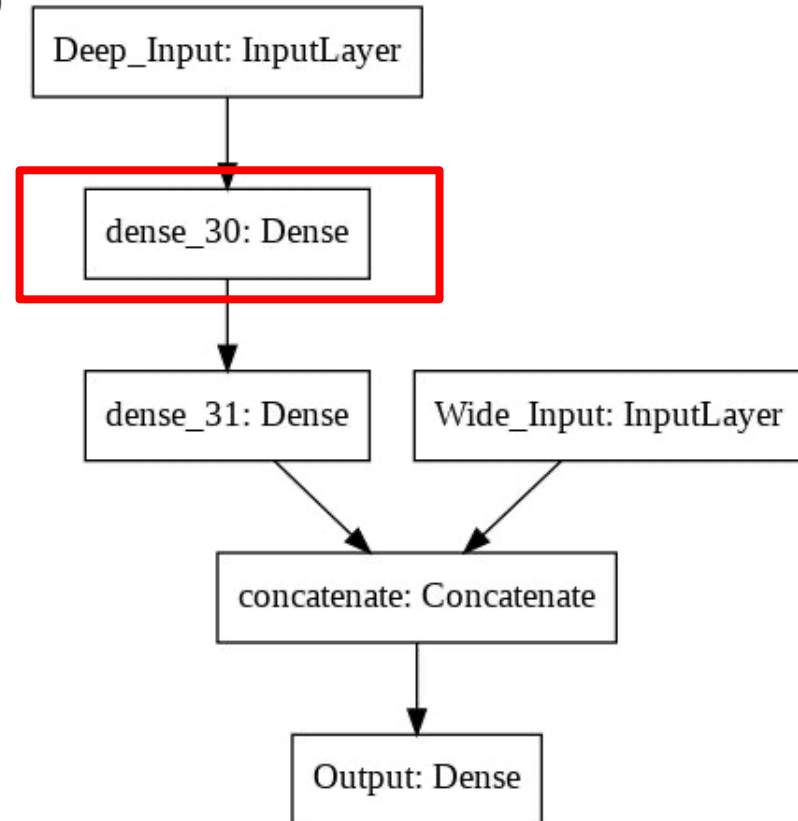 Deep_Input: InputLayer
dense_30: Dense
dense_31: Dense
Wide_Input: InputLayer
concatenate: Concatenate
Output: Dense